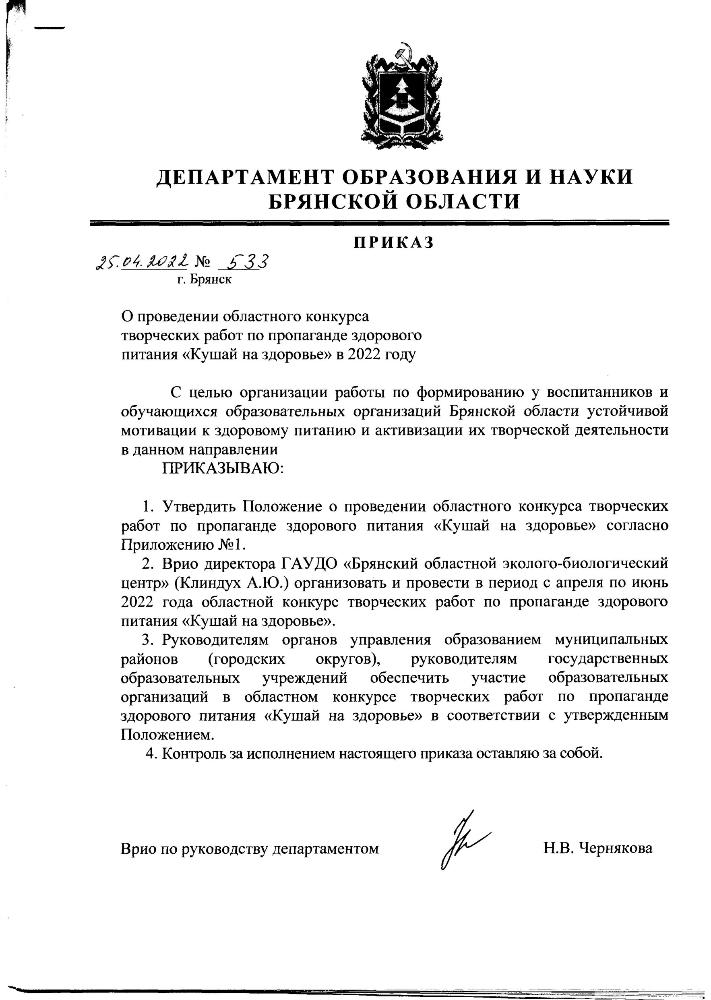 ДЕПАРТАМЕНТ ОБРАЗОВАНИЯ И НАУКИ
БРЯНСКОЙ ОБЛАСТИ
ПРИКАЗ
25.04.2022 № 533
г. Брянск
О проведении областного конкурса
творческих работ по пропаганде здорового
питания «Кушай на здоровье» в 2022 году
С целью организации работы по формированию у воспитанников и
обучающихся образовательных организаций Брянской области устойчивой
мотивации к здоровому питанию и активизации их творческой деятельности
в данном направлении
ПРИКАЗЫВАЮ:
1. Утвердить Положение о проведении областного конкурса творческих
работ по пропаганде здорового питания «Кушай на здоровье» согласно
Приложению №1.
2. Врио директора ГАУДО «Брянский областной эколого-биологический
центр» (Клиндух А.Ю.) организовать и провести в период с апреля по июнь
2022 года областной конкурс творческих работ по пропаганде здорового
питания «Кушай на здоровье».
3. Руководителям органов управления образованием муниципальных
районов (городских округов), руководителям государственных
образовательных учреждений обеспечить участие образовательных
организаций в областном конкурсе творческих работ по пропаганде
здорового питания «Кушай на здоровье» в соответствии с утвержденным
Положением.
4. Контроль за исполнением настоящего приказа оставляю за собой.
Врио по руководству департаментом Н.В. Чернякова